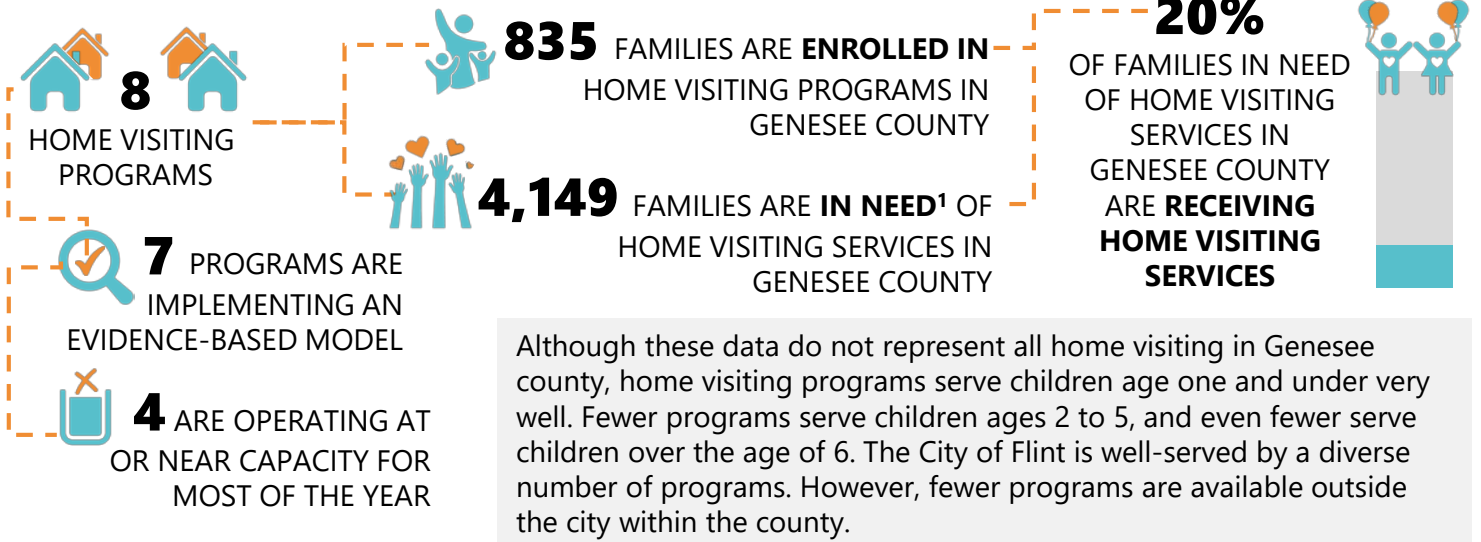 8
HOME VISITING
PROGRAMS
7 PROGRAMS ARE
IMPLEMENTING AN
EVIDENCE-BASED MODEL
4 ARE OPERATING AT
OR NEAR CAPACITY FOR
MOST OF THE YEAR
835 FAMILIES ARE ENROLLED IN
HOME VISITING PROGRAMS IN
GENESEE COUNTY
4,149 FAMILIES ARE IN NEED¹ OF
HOME VISITING SERVICES IN
GENESEE COUNTY
20%
OF FAMILIES IN NEED
OF HOME VISITING
SERVICES IN
GENESEE COUNTY
ARE RECEIVING
HOME VISITING
SERVICES
Although these data do not represent all home visiting in Genesee
county, home visiting programs serve children age one and under very
well. Fewer programs serve children ages 2 to 5, and even fewer serve
children over the age of 6. The City of Flint is well-served by a diverse
number of programs. However, fewer programs are available outside
the city within the county.